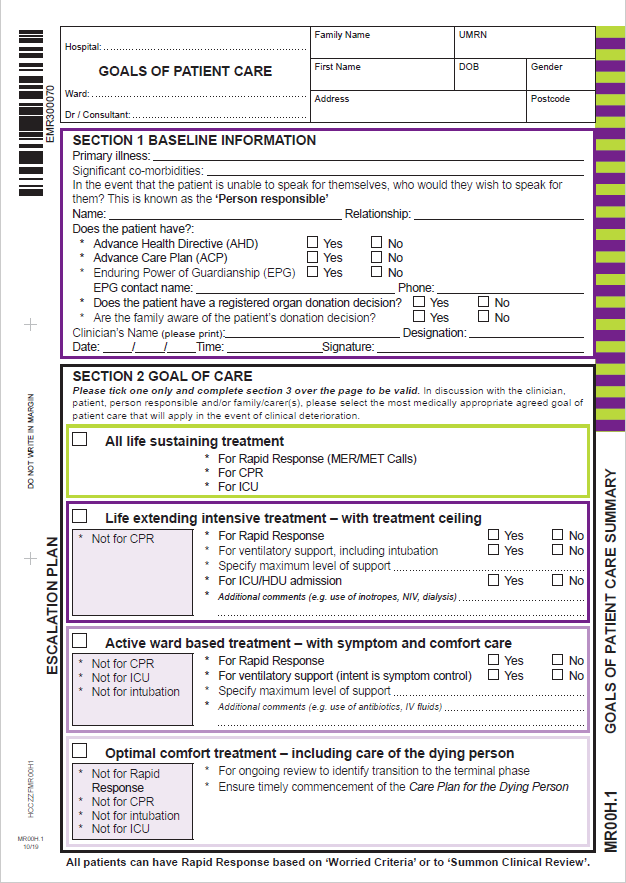 Hospital:
GOALS OF PATIENT CARE
Ward:
Dr / Consultant:
Family Name
UMRN
First Name
DOB
Gender
Address
Postcode
EMR300070
SECTION 1 BASELINE INFORMATION
Primary illness:
Significant co-morbidities:
In the event that the patient is unable to speak for themselves, who would they wish to speak for
them? This is known as the ‘Person responsible’
Name: Relationship:
Does the patient have?:
* Advance Health Directive (AHD) Yes No
* Advance Care Plan (ACP) Yes No
* Enduring Power of Guardianship (EPG) Yes No
EPG contact name: Phone:
* Does the patient have a registered organ donation decision? Yes No
* Are the family aware of the patient’s donation decision? Yes No
Clinician’s Name (please print): Designation:
Date: / / Time: Signature:
SECTION 2 GOAL OF CARE
Please tick one only and complete section 3 over the page to be valid. In discussion with the clinician,
patient, person responsible and/or family/carer(s), please select the most medically appropriate agreed goal of
patient care that will apply in the event of clinical deterioration.
All life sustaining treatment
* For Rapid Response (MER/MET Calls)
* For CPR
* For ICU
Life extending intensive treatment – with treatment ceiling
* Not for CPR
* For Rapid Response Yes No
* For ventilatory support, including intubation Yes No
* Specify maximum level of support
* For ICU/HDU admission Yes No
* Additional comments (e.g. use of inotropes, NIV, dialysis)
Active ward based treatment – with symptom and comfort care
* Not for CPR
* Not for ICU
* Not for intubation
* For Rapid Response Yes No
* For ventilatory support (intent is symptom control) Yes No
* Specify maximum level of support
* Additional comments (e.g. use of antibiotics, IV fluids)
Optimal comfort treatment – including care of the dying person
* Not for Rapid
Response
* Not for CPR
* Not for intubation
* Not for ICU
* For ongoing review to identify transition to the terminal phase
* Ensure timely commencement of the Care Plan for the Dying Person
All patients can have Rapid Response based on ‘Worried Criteria’ or to ‘Summon Clinical Review’.
DO NOT WRITE IN MARGIN
ESCALATION PLAN
HCCZZFMR00H1
MR00H.1
10/19
GOALS OF PATIENT CARE SUMMARY
MR00H.1